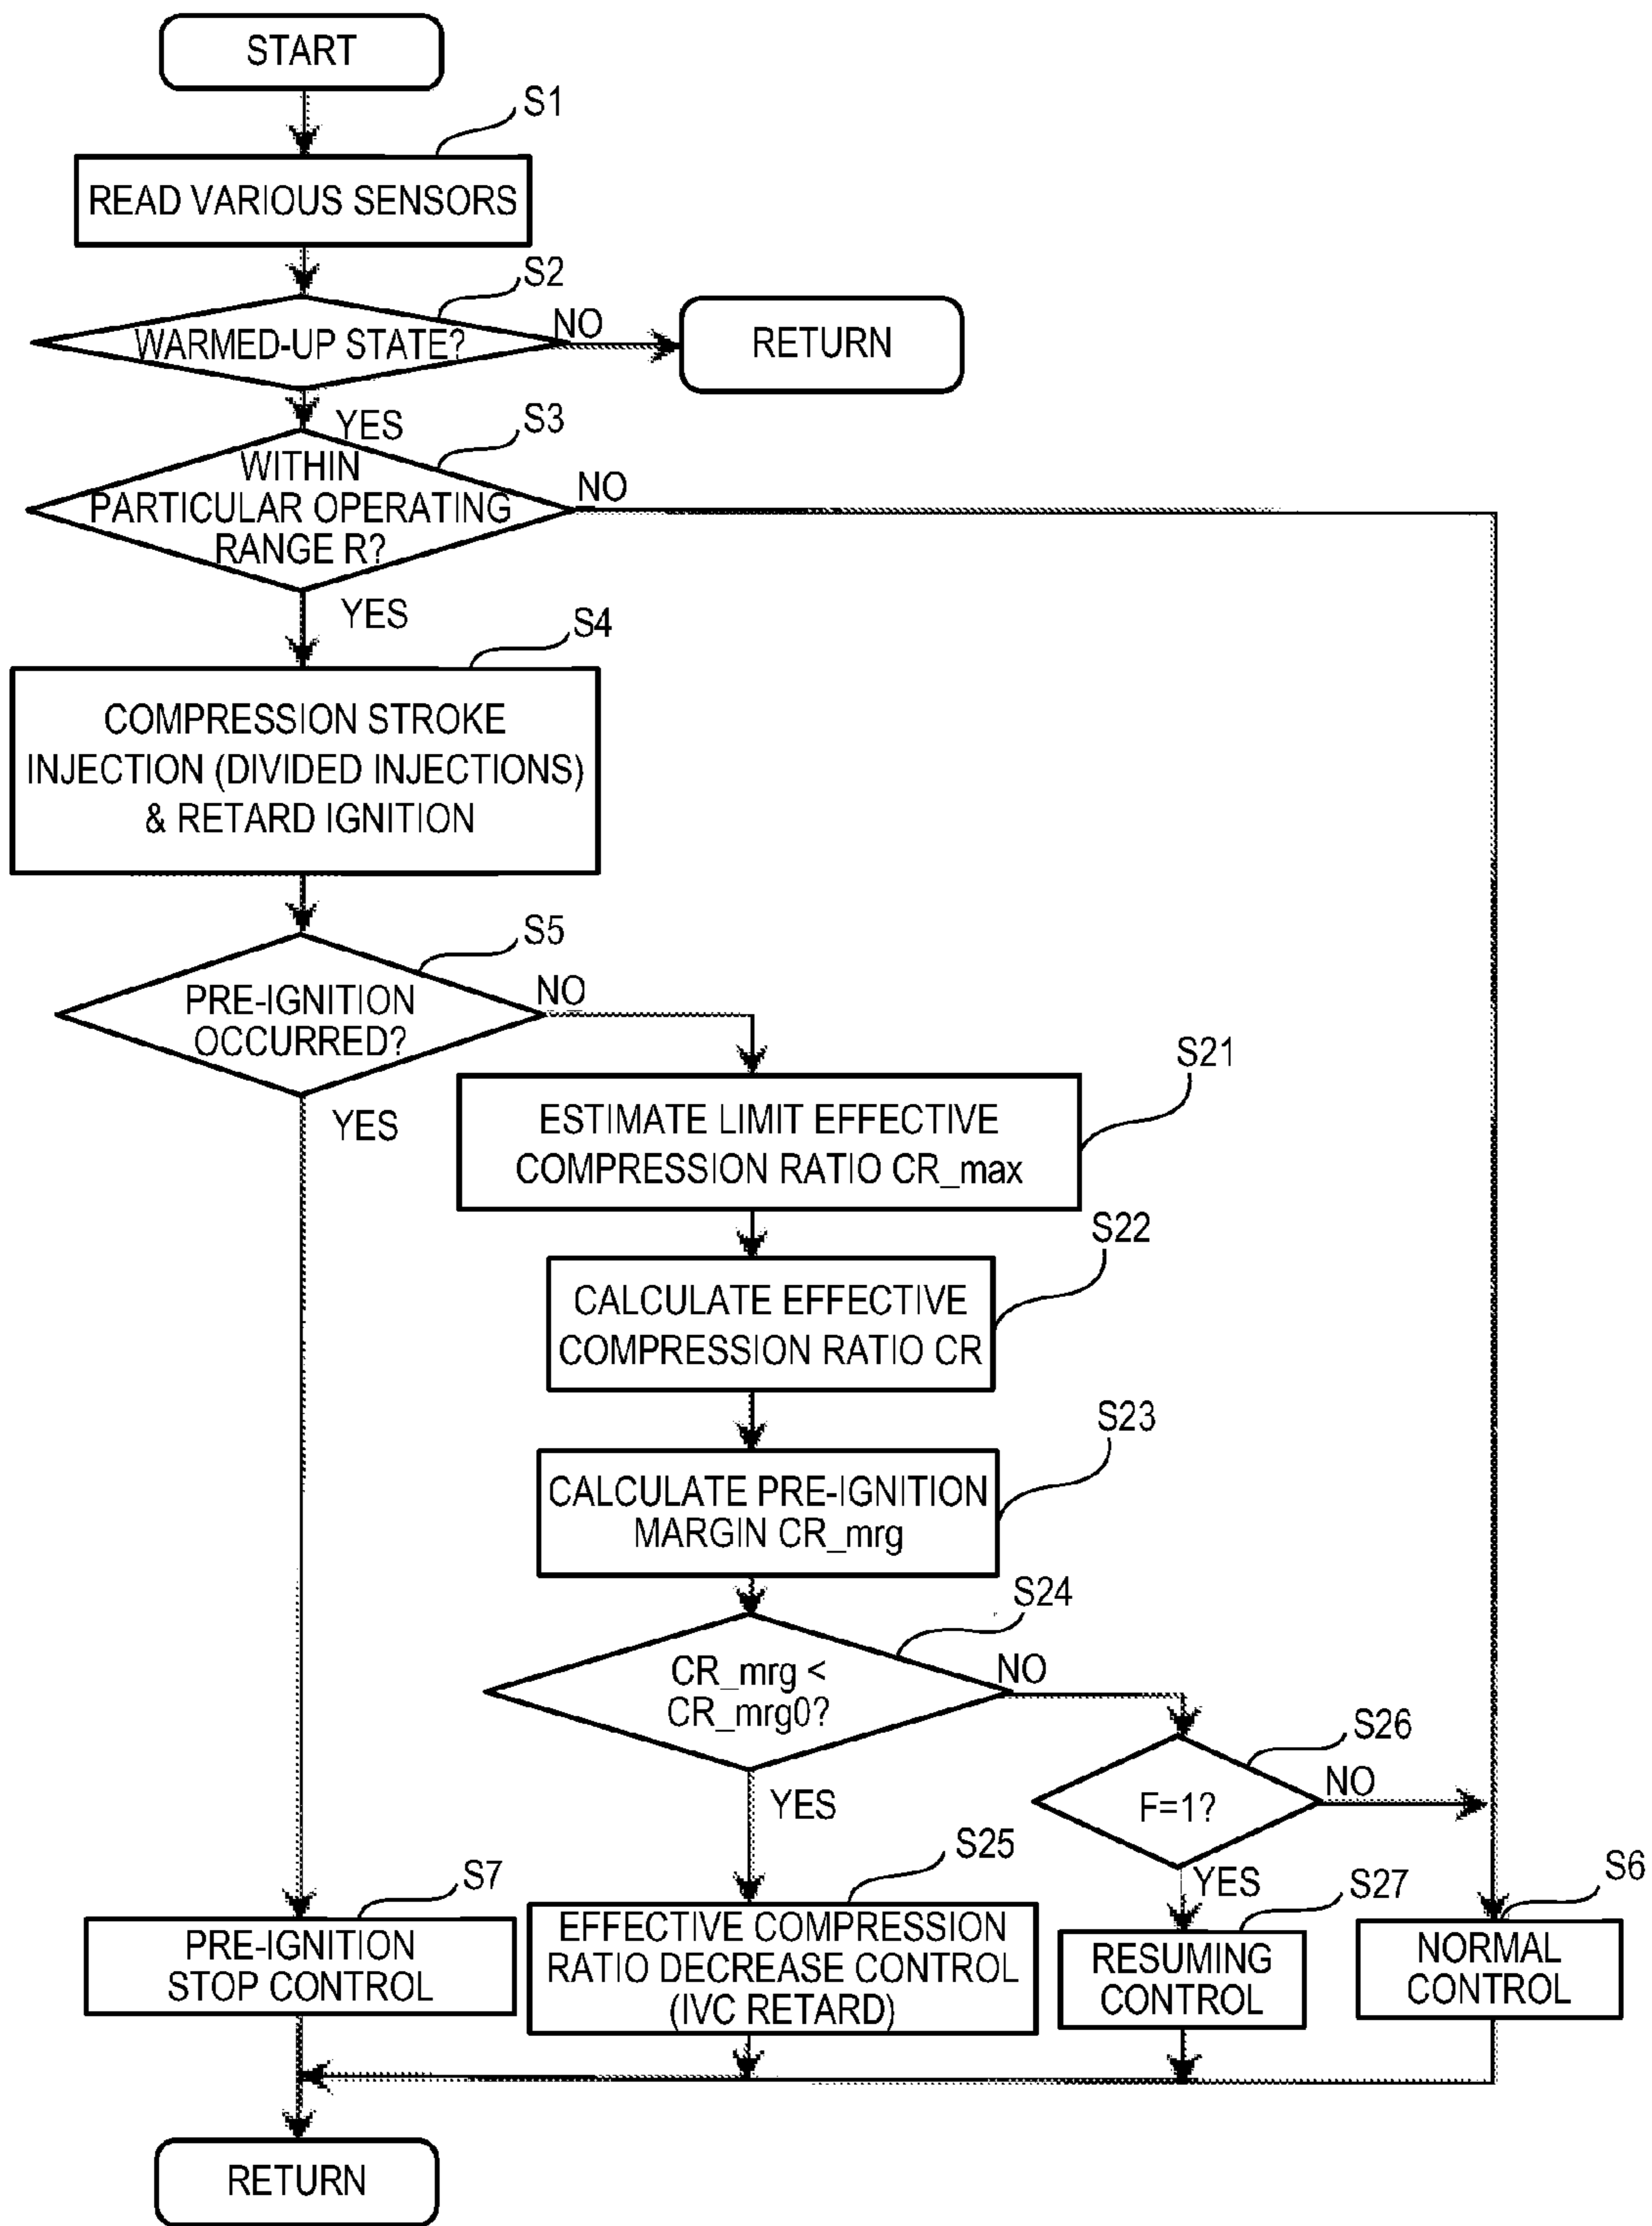 START
S1
READ VARIOUS SENSORS
S2
WARMED-UP STATE?
NO
RETURN
YES
S3
WITHIN
PARTICULAR OPERATING
RANGE R?
NO
YES
S4
COMPRESSION STROKE
INJECTION (DIVIDED INJECTIONS)
& RETARD IGNITION
S5
PRE-IGNITION
OCCURRED?
NO
YES
S21
ESTIMATE LIMIT EFFECTIVE
COMPRESSION RATIO CR_max
S22
CALCULATE EFFECTIVE
COMPRESSION RATIO CR
S23
CALCULATE PRE-IGNITION
MARGIN CR_mrg
S24
CR_mrg <
CR_mrg0?
NO
YES
S26
F=1?
NO
YES
S7
PRE-IGNITION
STOP CONTROL
S25
EFFECTIVE COMPRESSION
RATIO DECREASE CONTROL
(IVC RETARD)
S27
RESUMING
CONTROL
S6
NORMAL
CONTROL
RETURN